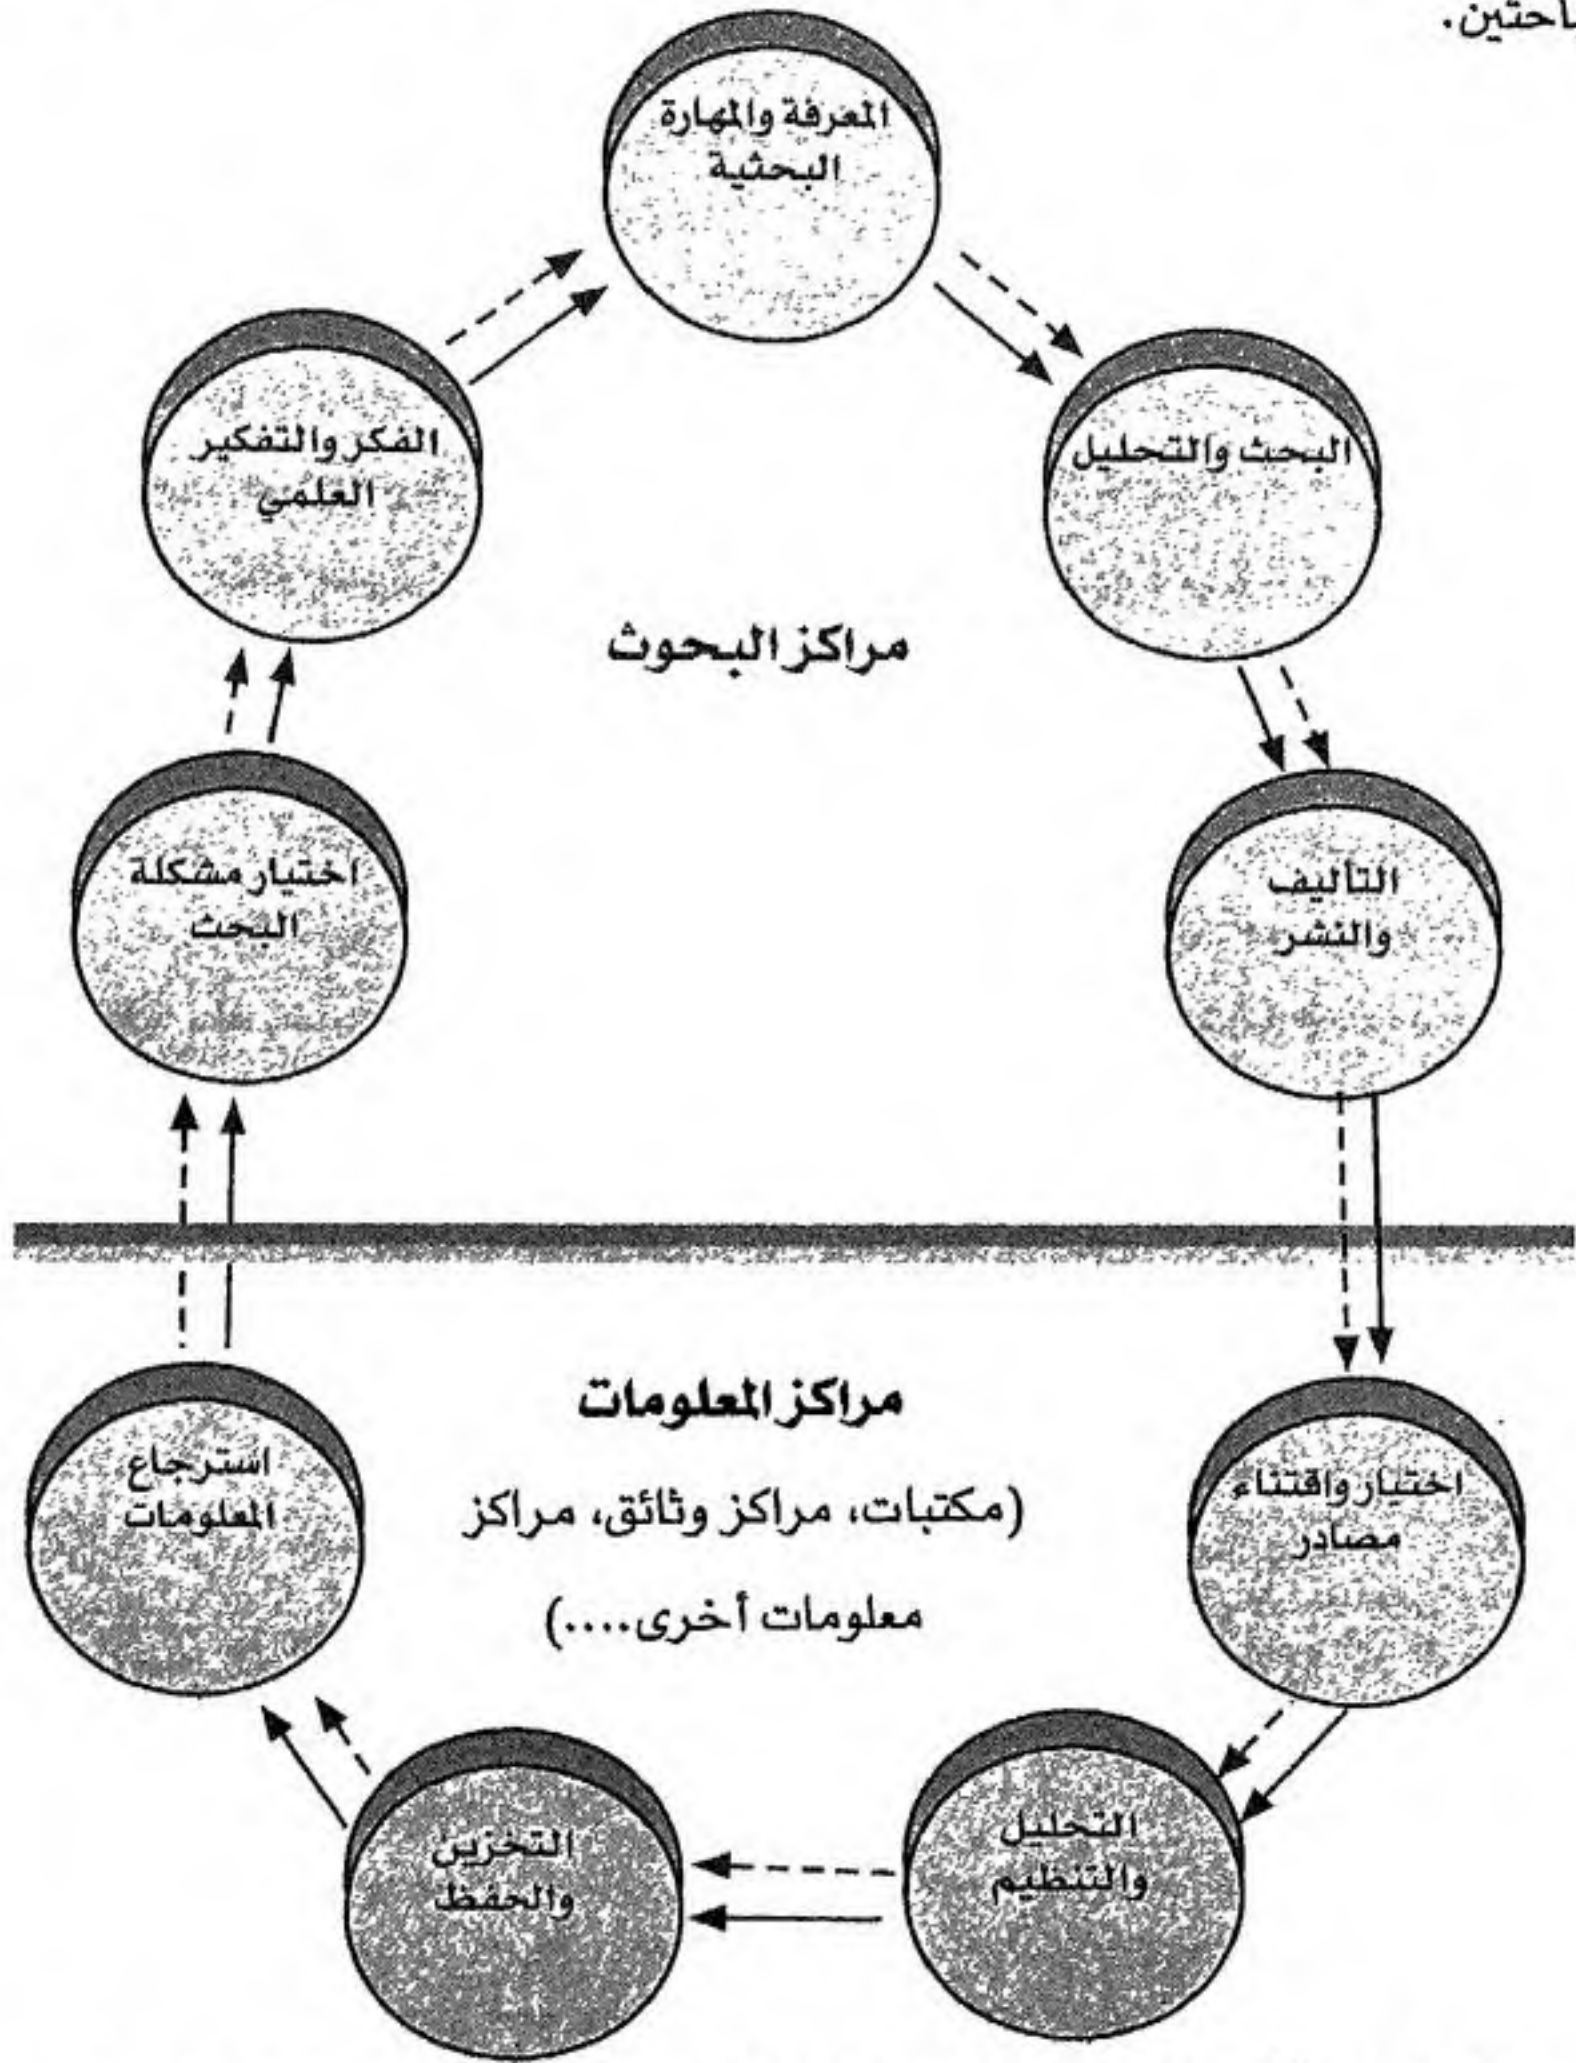 المعرفة والمهارة
البحثية
البحث والتحليل
الفكر والتفكير
العلمي
مراكز البحوث
التأليف
والنشر
اختيار مشكلة
البحث
مراكز المعلومات
(مكتبات، مراكز وثائق، مراكز
معلومات أخرى....)
اختيار واقتناء
مصادر
استرجاع
المعلومات
التحليل
والتنظيم
التخزين
والحفظ